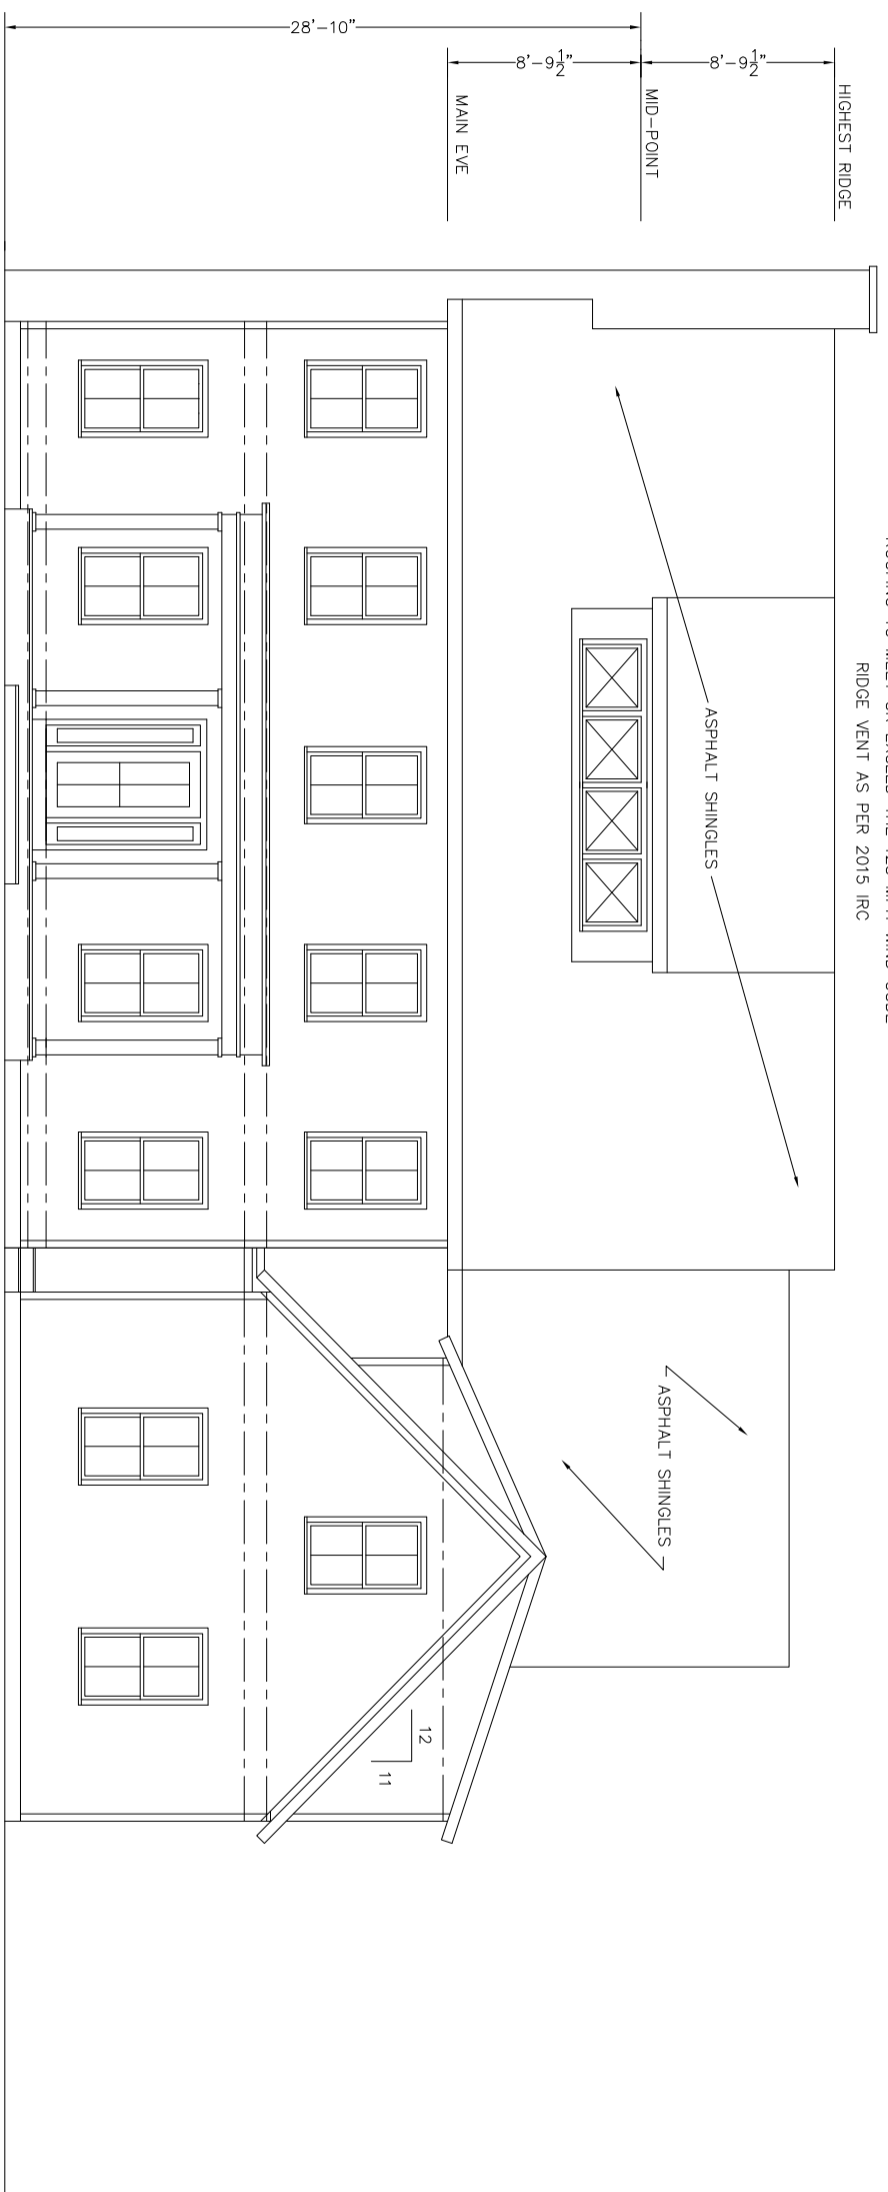 RIDGE VENT AS PER 2015 IRC
HIGHEST RIDGE
8'-9½"
MID-POINT
8'-9½"
MAIN EVE
28'-10"
ASPHALT SHINGLES
ASPHALT SHINGLES
12
11